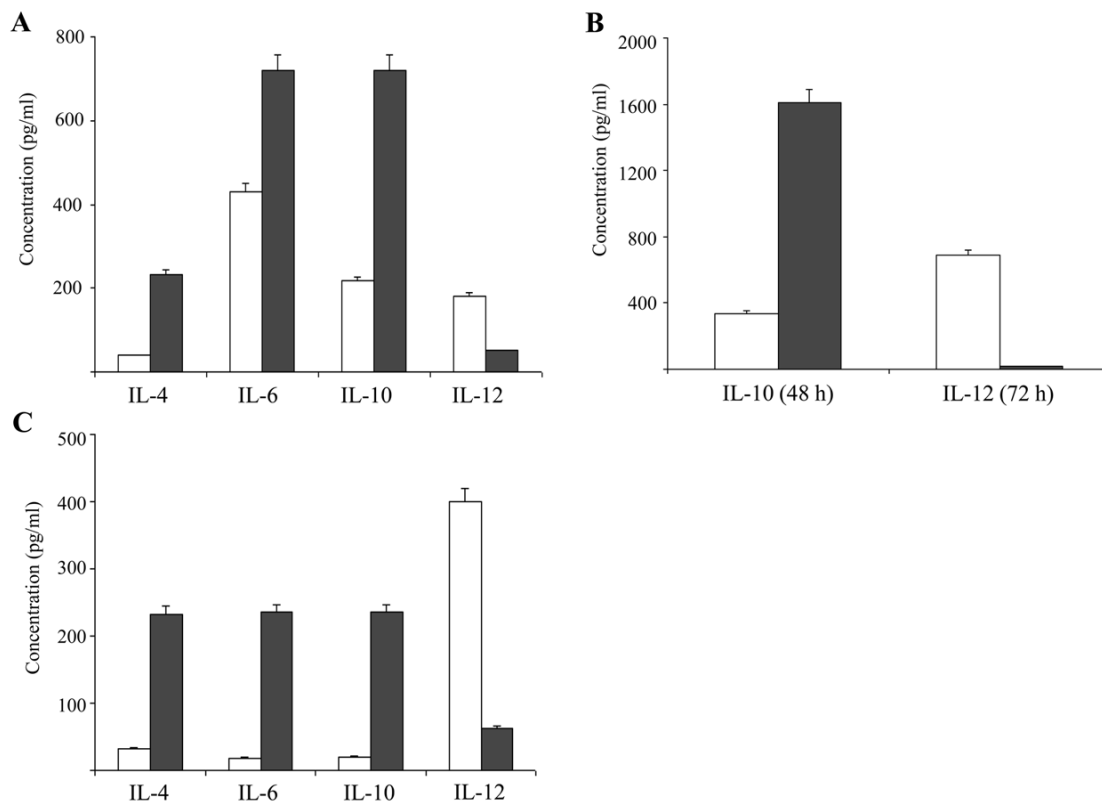 A
Concentration (pg/ml)
800
600
400
200
IL-4 IL-6 IL-10 IL-12
B
Concentration (pg/ml)
2000
1600
1200
800
400
IL-10 (48 h) IL-12 (72 h)
C
Concentration (pg/ml)
500
400
300
200
100
IL-4 IL-6 IL-10 IL-12